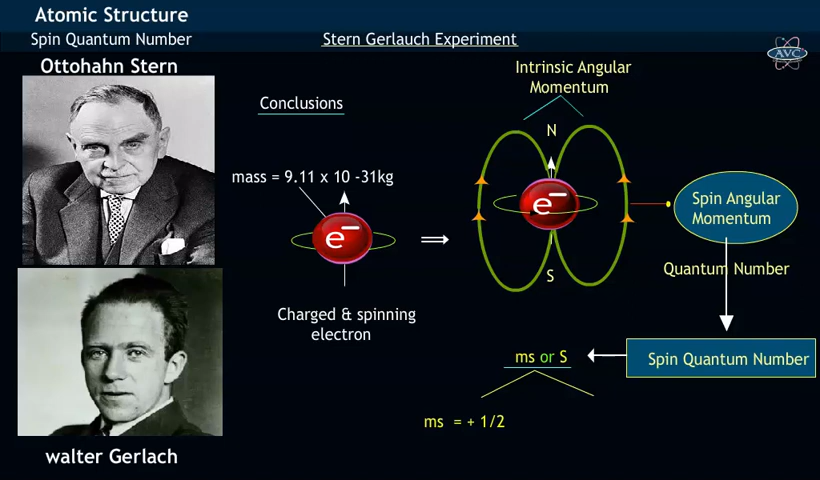 Atomic Structure
Spin Quantum Number
Stern Gerlauch Experiment
AVC
Ottohahn Stern
Intrinsic Angular
Momentum
Conclusions
N
mass = 9.11 x 10 -31kg
e–
e–
Spin Angular
Momentum
S
Quantum Number
Charged & spinning
electron
ms or S
Spin Quantum Number
ms = + 1/2
walter Gerlach